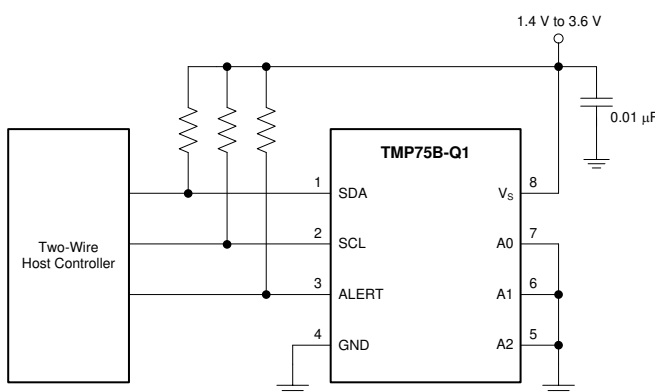 1.4 V to 3.6 V
0.01 μF
TMP75B-Q1
Two-Wire
Host Controller
1
SDA
2
SCL
3
ALERT
4
GND
8
VS
7
A0
6
A1
5
A2